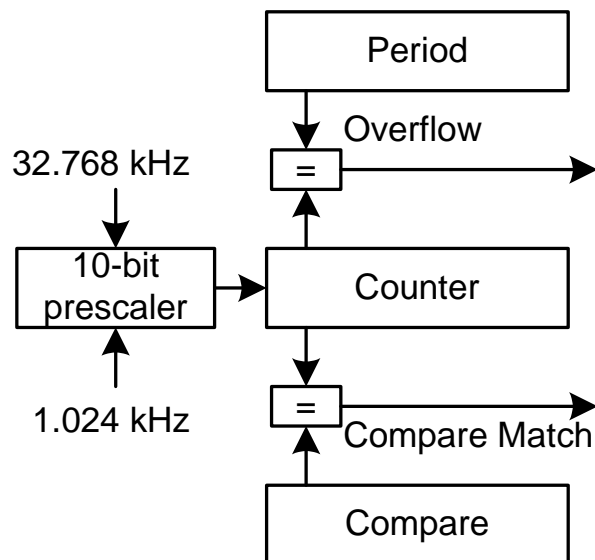 Period
Overflow
=
32.768 kHz
10-bit
prescaler
Counter
1.024 kHz
=
Compare Match
Compare